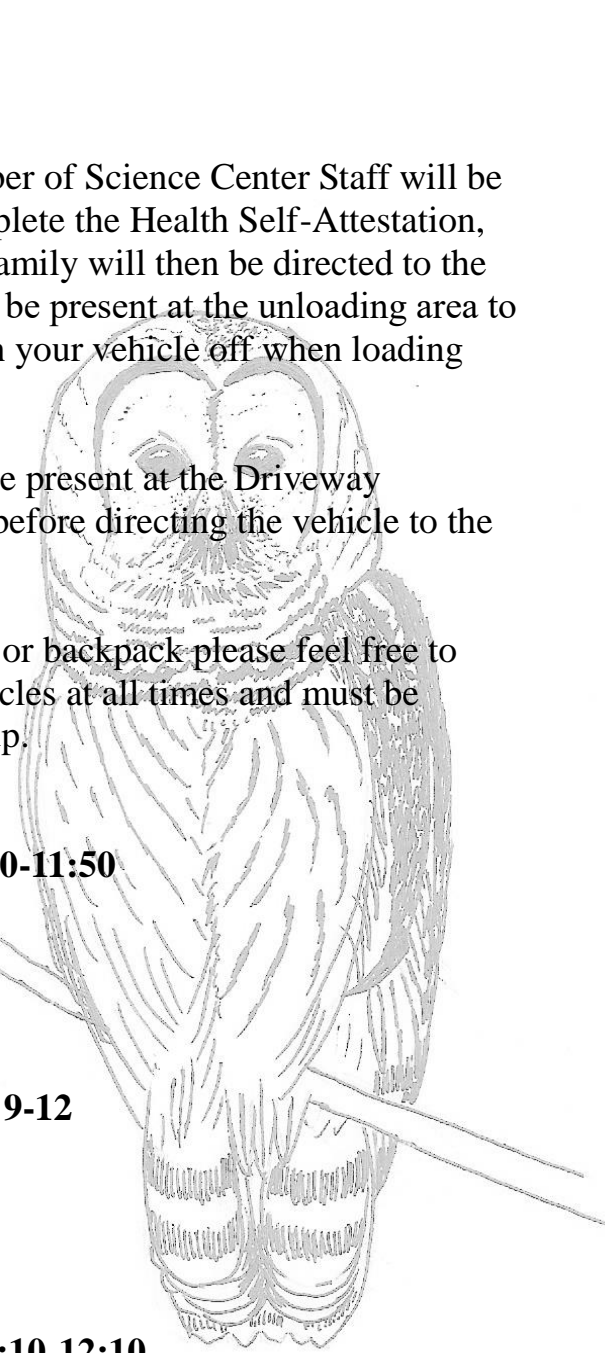 ber of Science Center Staff will be
plete the Health Self-Attestation,
amily will then be directed to the
be present at the unloading area to
n your vehicle off when loading
e present at the Driveway
before directing the vehicle to the
or backpack please feel free to
cles at all times and must be
p.
0-11:50
9-12
:10-12:10